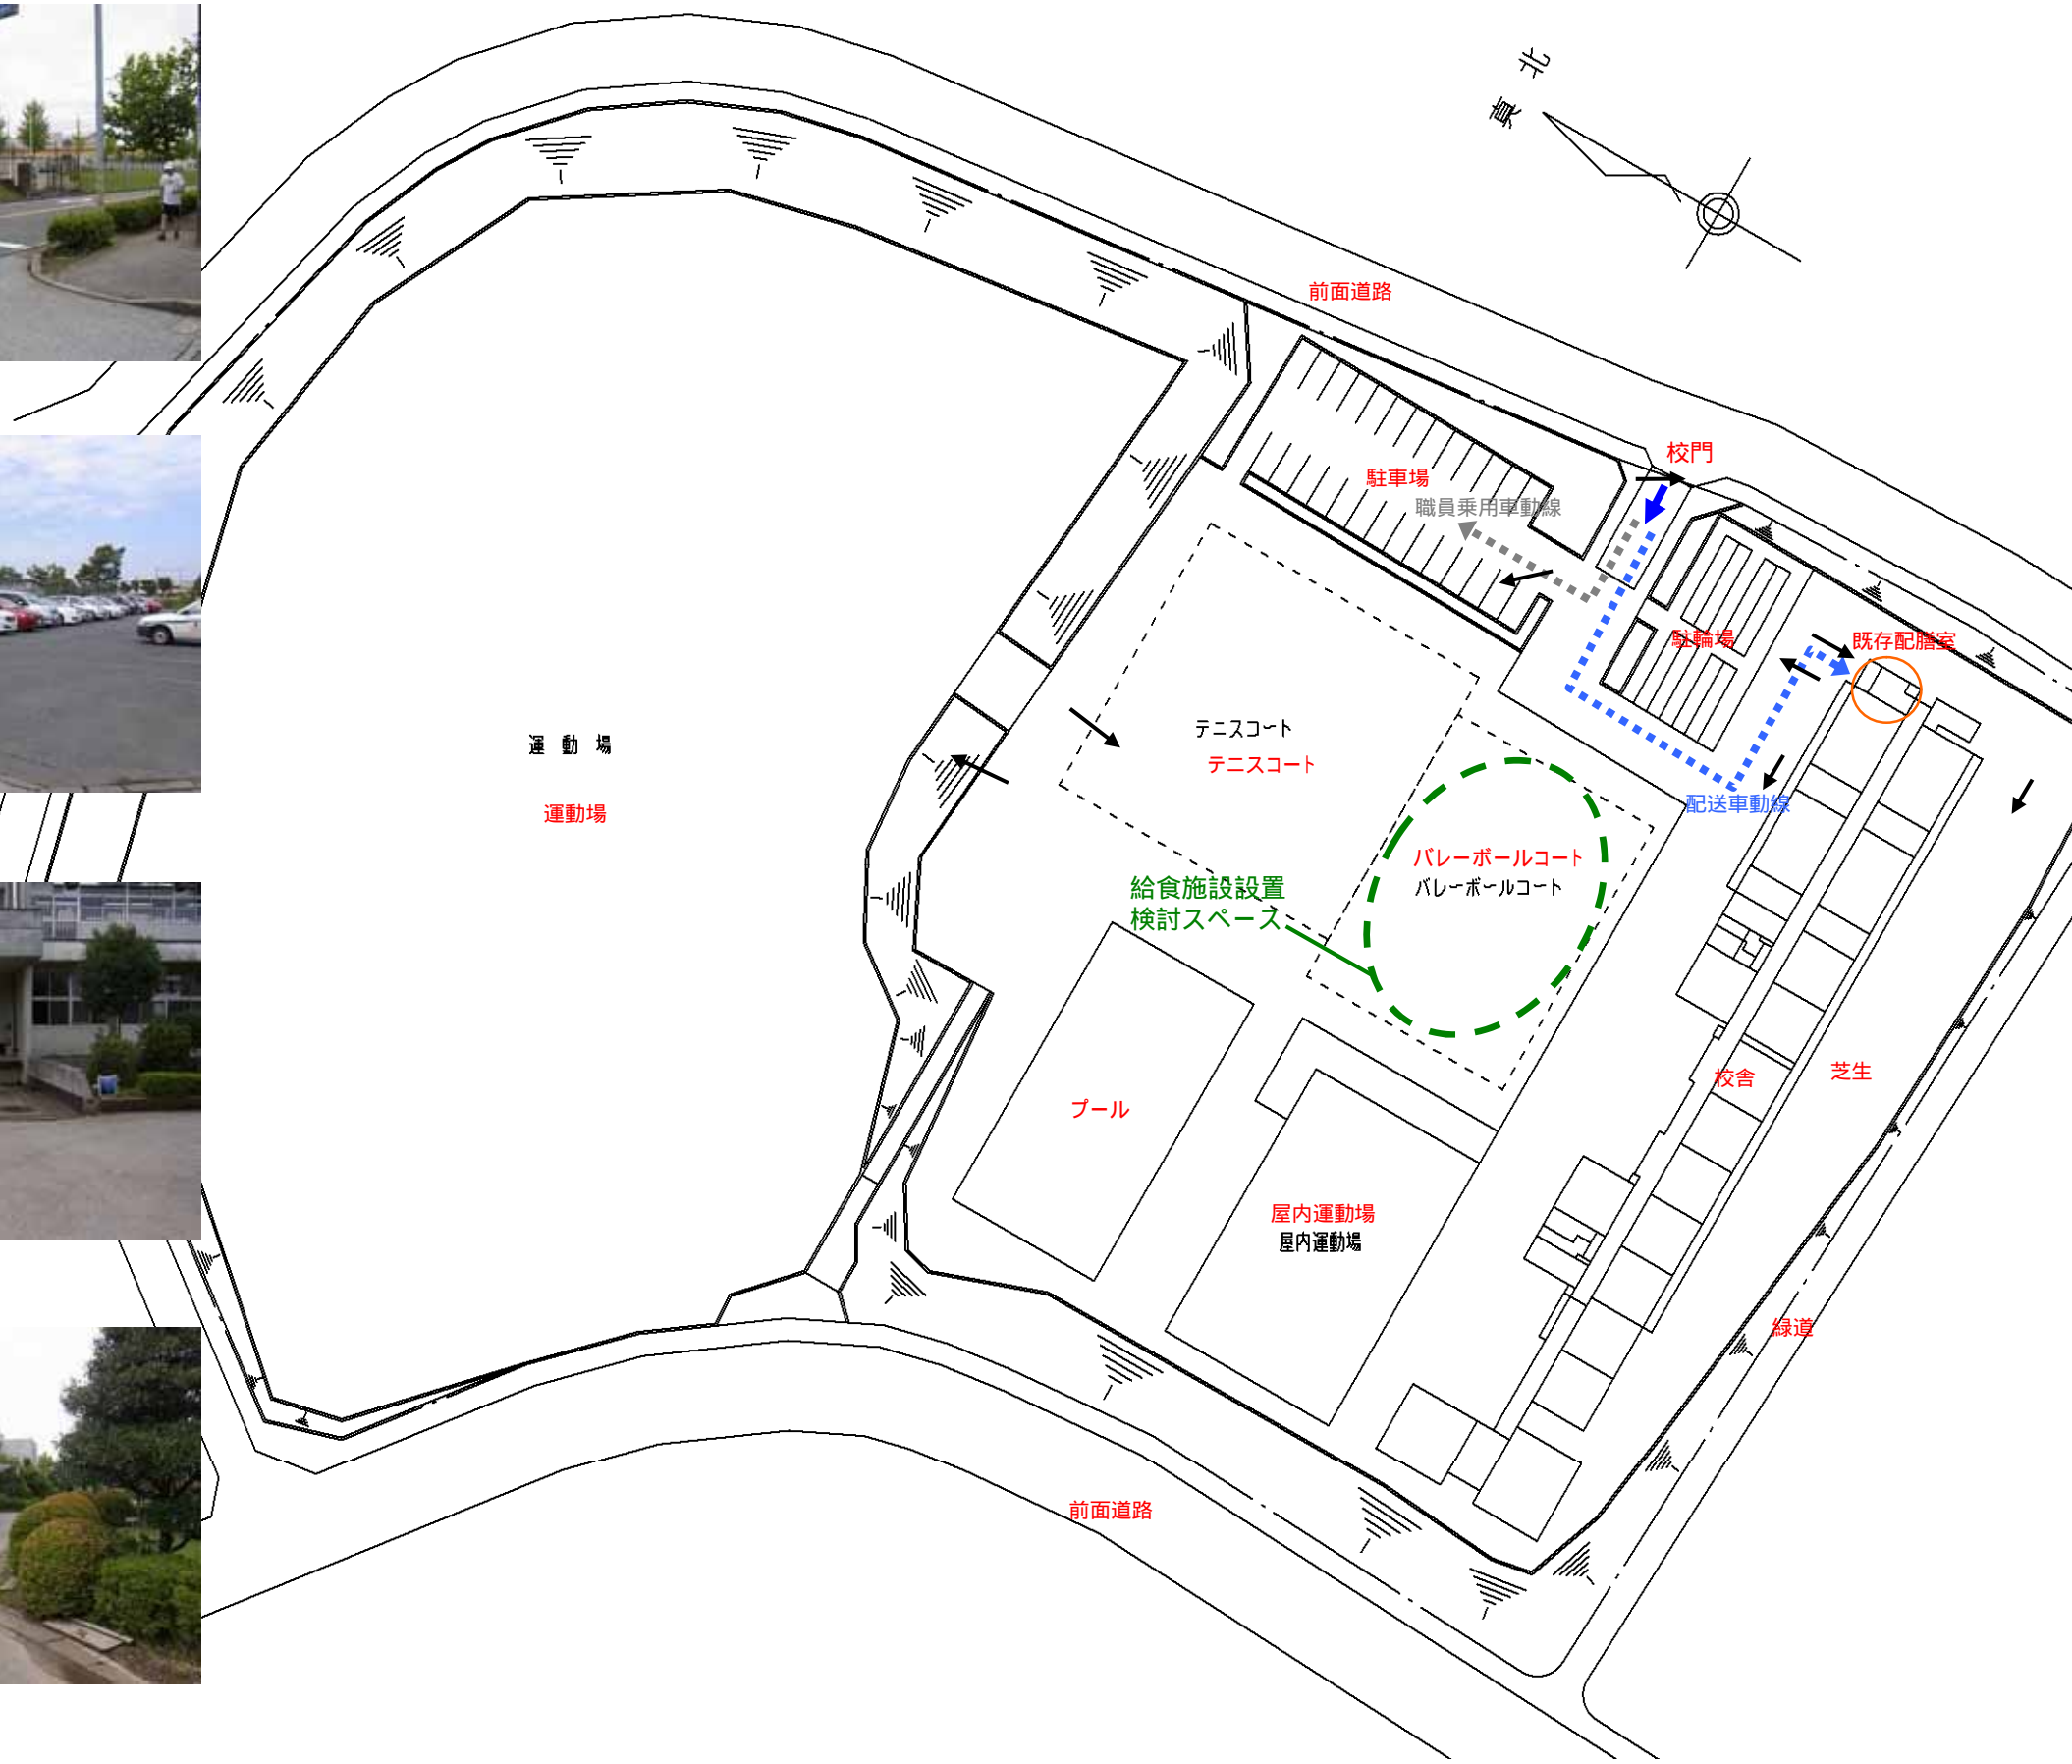 真北
前面道路
校門
駐車場
職員乗用車動線
駐輪場
既存配膳室
テニスコート
テニスコート
運動場
運動場
配送車動線
バレーボールコート
バレーボールコート
給食施設設置
検討スペース
校舎
芝生
プール
屋内運動場
屋内運動場
緑道
前面道路